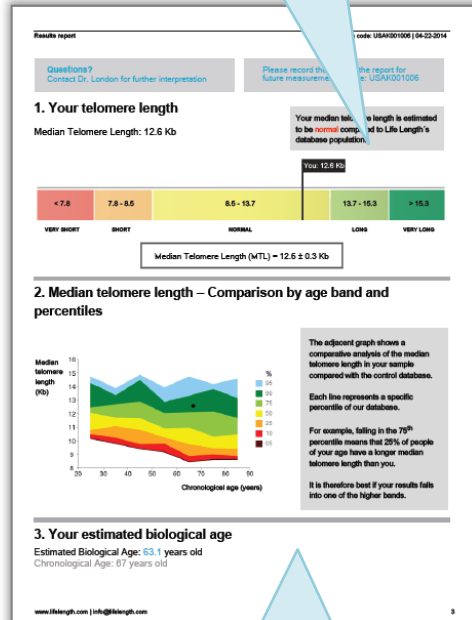 Results report
code: USAK001006 | 04-22-2014
Questions?
Contact Dr. London for further interpretation
Please record the report for
future measurement : USAK001006
1. Your telomere length
Median Telomere Length: 12.6 Kb
Your median telomere length is estimated
to be normal compared to Life Length´s
database population.
You: 12.6 Kb
< 7.8 7.8 - 8.5 8.5 - 13.7 13.7 - 15.3 > 15.3
VERY SHORT SHORT NORMAL LONG VERY LONG
Median Telomere Length (MTL) = 12.6 ± 0.3 Kb
2. Median telomere length – Comparison by age band and
percentiles
Median
telomere
length
(Kb)
16
15
14
13
12
11
10
9
8
20 30 40 50 60 70 80 90
Chronological age (years)
%
95
90
75
50
25
10
05
The adjacent graph shows a
comparative analysis of the median
telomere length in your sample
compared with the control database.
Each line represents a specific
percentile of our database.
For example, falling in the 75th
percentile means that 25% of people
of your age have a longer median
telomere length than you.
It is therefore best if your results falls
into one of the higher bands.
3. Your estimated biological age
Estimated Biological Age: 63.1 years old
Chronological Age: 67 years old
www.lifelength.com | info@lifelength.com
3